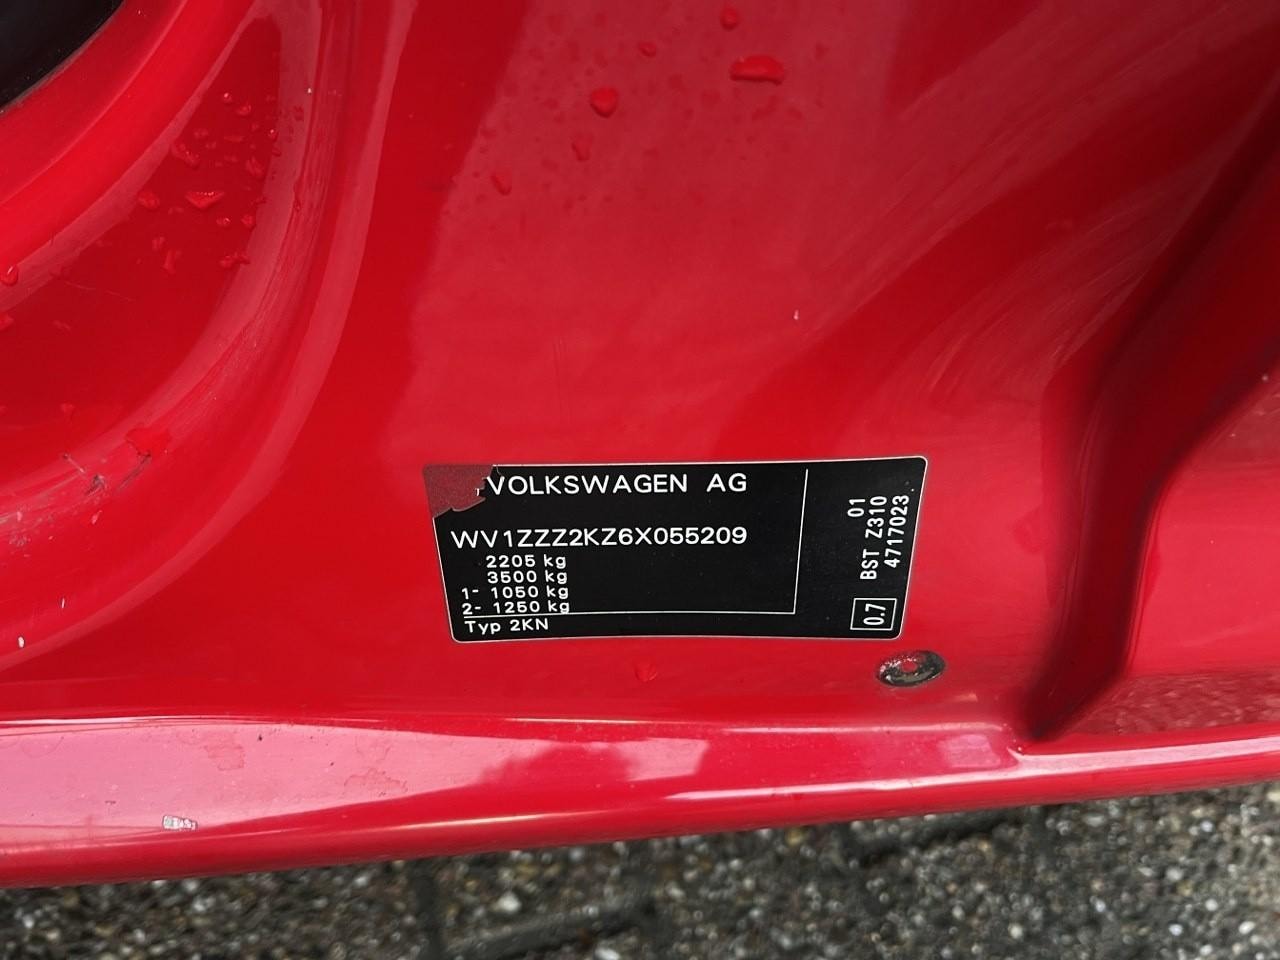 VOLKSWAGEN AG
WV1ZZZ2KZ6X055209
2205 kg
3500 kg
1- 1050 kg
2- 1250 kg
Typ 2KN
01
BST Z310
4717023
0.7